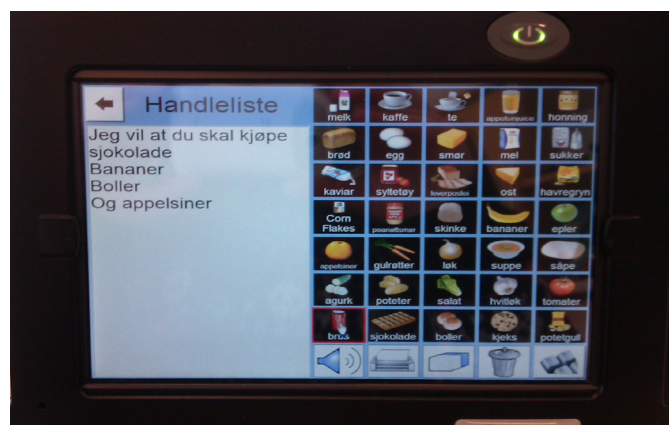 Handleliste
Jeg vil at du skal kjøpe
sjokolade
Bananer
Boller
Og appelsiner
melk kaffe te appelsinjuice honning
brød egg smør mel sukker
kaviar syltetøy leverpostei ost havregryn
Corn
Flakes peanøttsmør skinke bananer epler
appelsiner gulrøtter løk suppe såpe
agurk poteter salat hvitløk tomater
brus sjokolade boller kjeks potetgull